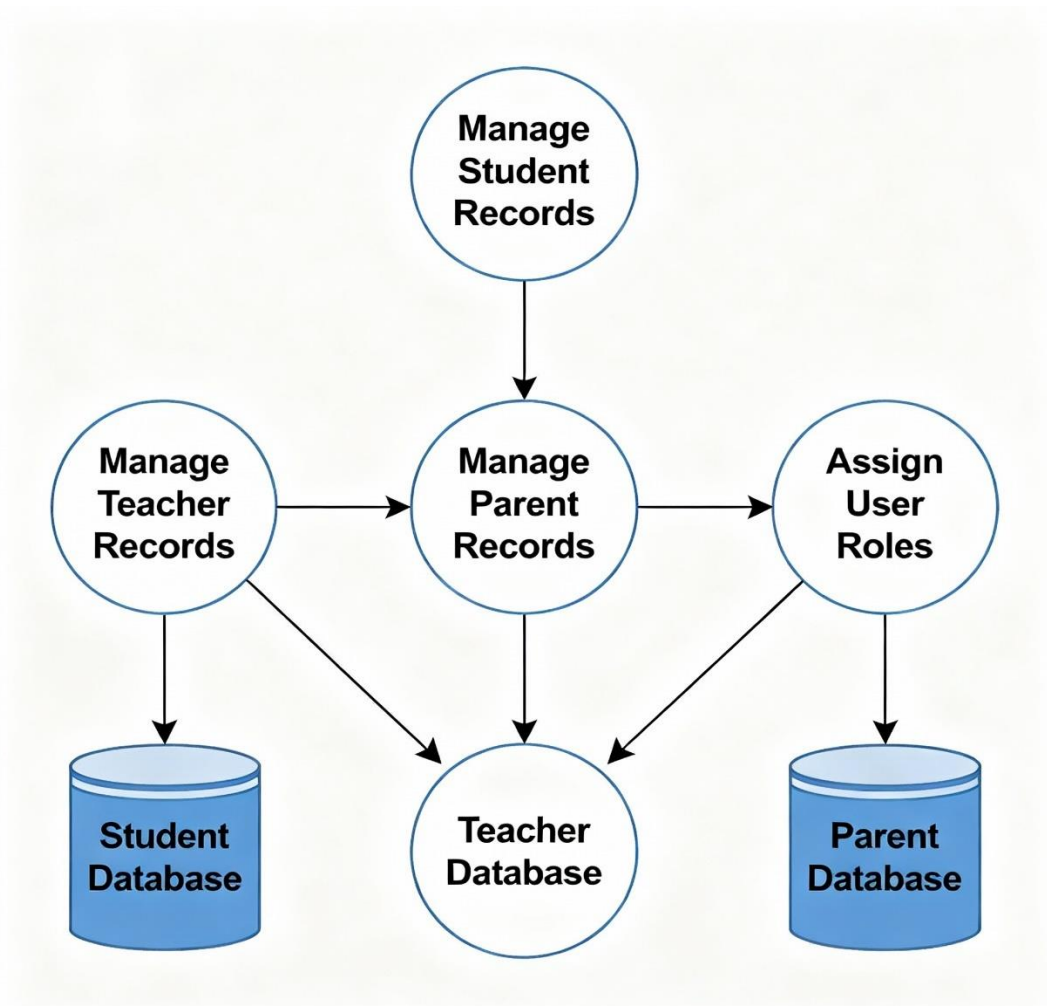 Manage
Student
Records
Manage
Teacher
Records
Manage
Parent
Records
Assign
User
Roles
Student
Database
Teacher
Database
Parent
Database